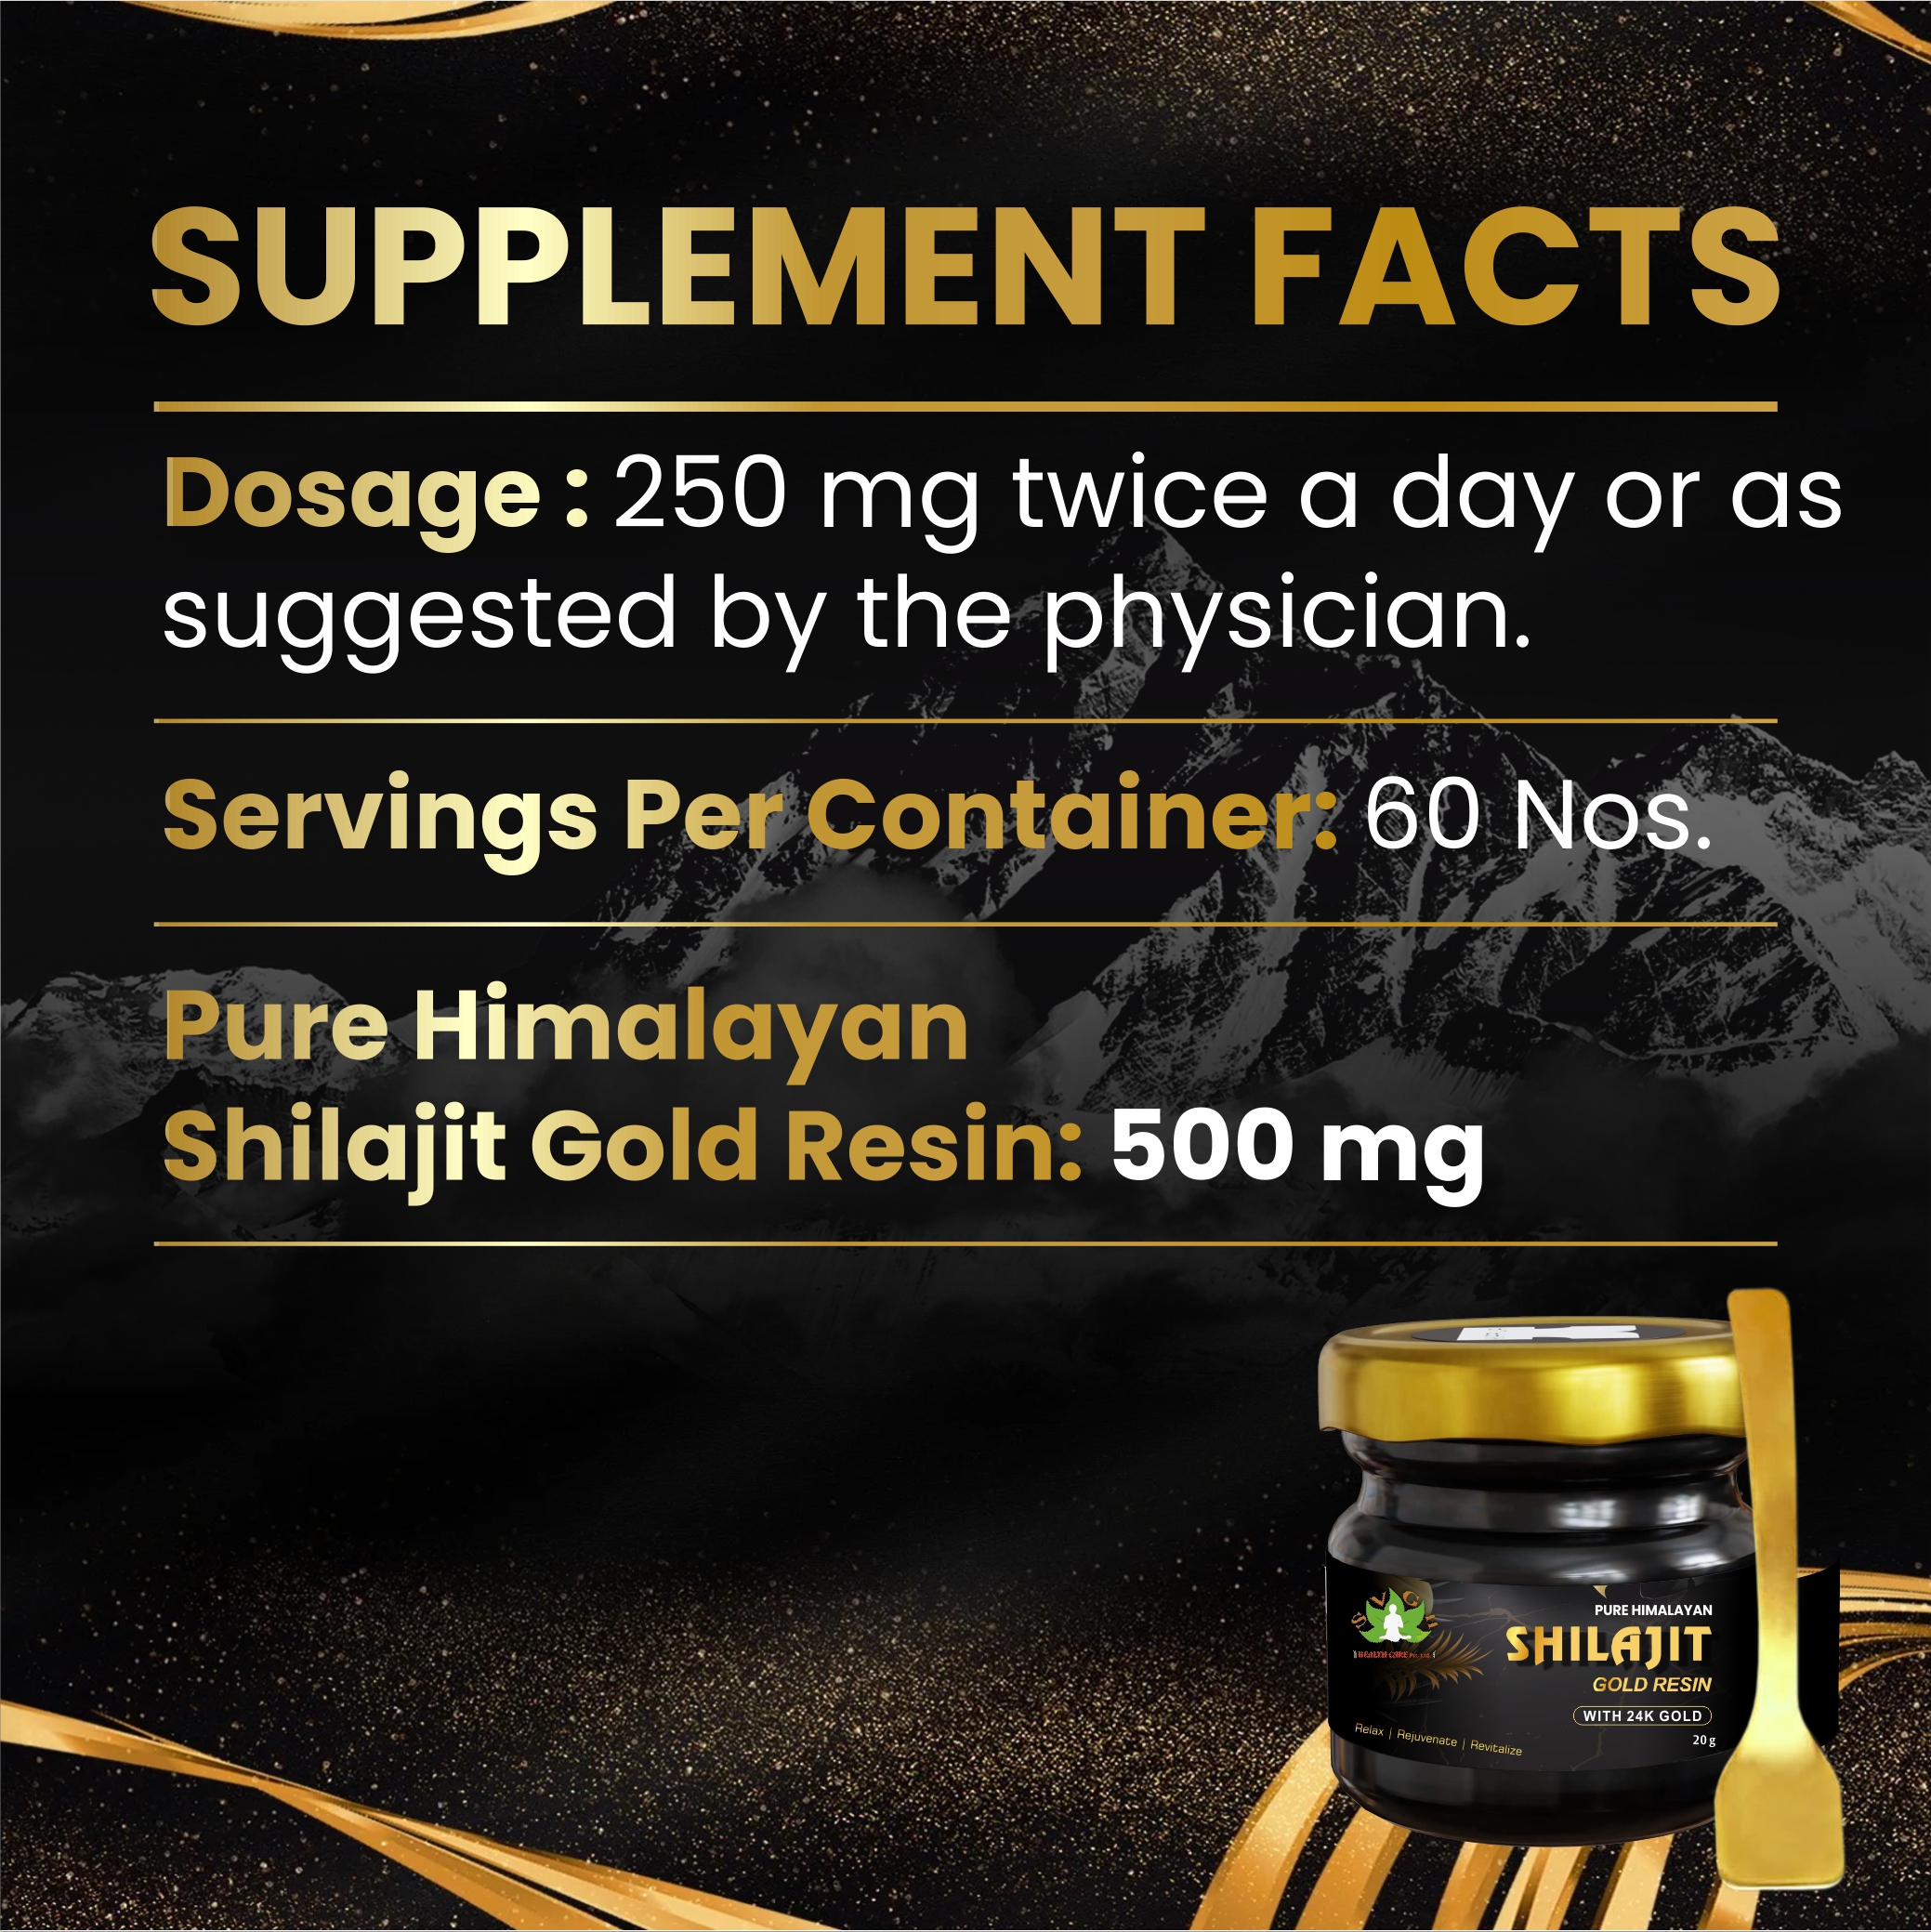 SUPPLEMENT FACTS
Dosage : 250 mg twice a day or as
suggested by the physician.
Servings Per Container: 60 Nos.
Pure Himalayan
Shilajit Gold Resin: 500 mg
PURE HIMALAYAN
SHILAJIT
GOLD RESIN
WITH 24K GOLD
20 g
Relax | Rejuvenate | Revitalize